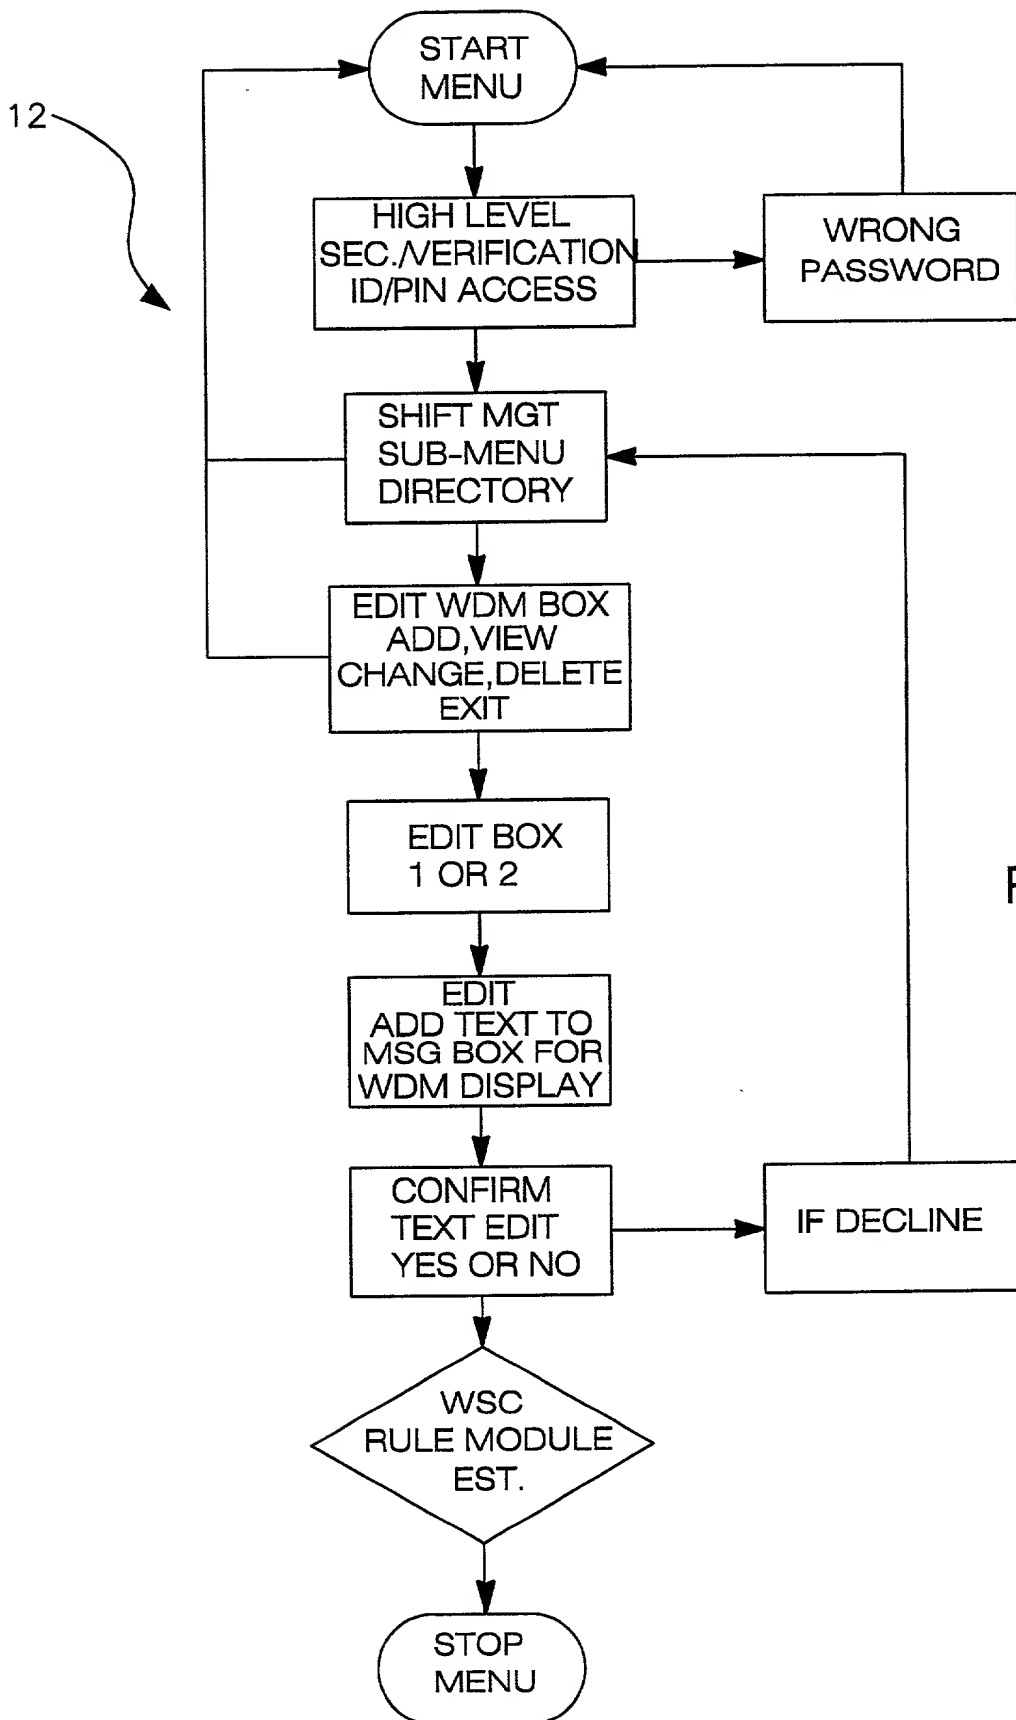 START
MENU
12
HIGH LEVEL
SEC./VERIFICATION
ID/PIN ACCESS
WRONG
PASSWORD
SHIFT MGT
SUB-MENU
DIRECTORY
EDIT WDM BOX
ADD,VIEW
CHANGE,DELETE
EXIT
EDIT BOX
1 OR 2
EDIT
ADD TEXT TO
MSG BOX FOR
WDM DISPLAY
CONFIRM
TEXT EDIT
YES OR NO
IF DECLINE
WSC
RULE MODULE
EST.
STOP
MENU